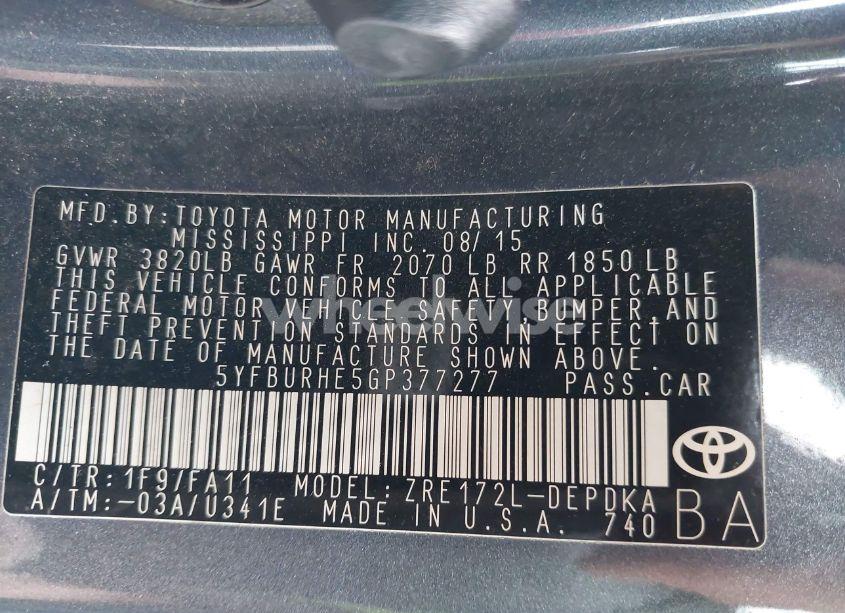 MFD.BY:TOYOTA MOTOR MANUFACTURING
MISSISSIPPI INC. 08/15
GVWR 3820LB GAWR FR 2070 LB RR 1850 LB
THIS VEHICLE CONFORMS TO ALL APPLICABLE
FEDERAL MOTOR VEHICLE SAFETY,BUMPER,AND
THEFT PREVENTION STANDARDS IN EFFECT ON
THE DATE OF MANUFACTURE SHOWN ABOVE.
wheelwise
5YFBURHE5GP377277 PASS.CAR
C/TR:1F9/FA11 MODEL:ZRE172L-DEPDKA
A/TM:-03A/U341E MADE IN U.S.A. 740 BA